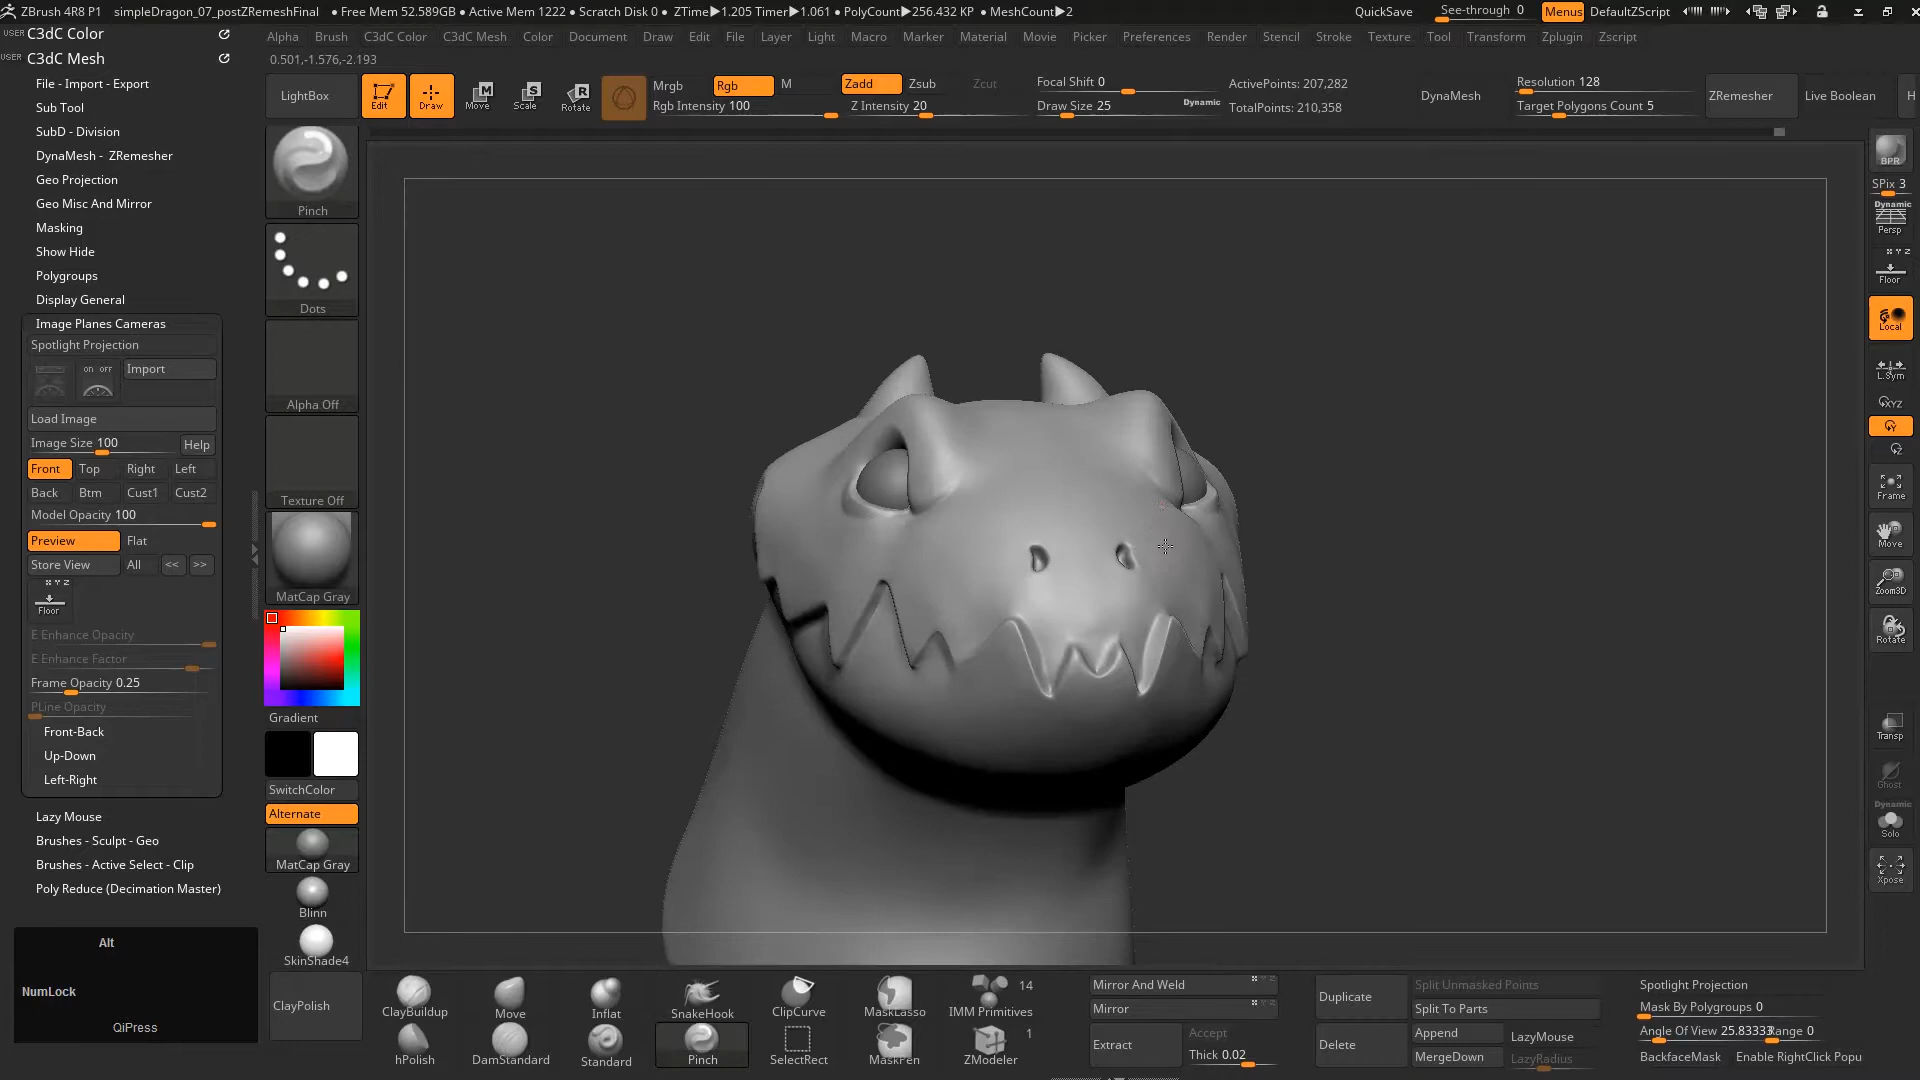 ZBrush 4R8 P1 simpleDragon_07_postZRemeshFinal ● Free Mem 52.589GB ● Active Mem 1222 ● Scratch Disk 0 ● ZTime▶1.205 Timer▶1.061 ● PolyCount▶256.432 KP ● MeshCount▶2 QuickSave See-through 0 Menus DefaultZScript
USER C3dC Color
Alpha Brush C3dC Color C3dC Mesh Color Document Draw Edit File Layer Light Macro Marker Material Movie Picker Preferences Render Stencil Stroke Texture Tool Transform Zplugin Zscript
USER C3dC Mesh
0.501,-1.576,-2.193
File - Import - Export
Sub Tool
SubD - Division
DynaMesh - ZRemesher
Geo Projection
Geo Misc And Mirror
Masking
Show Hide
Polygroups
Display General
Image Planes Cameras
Spotlight Projection
on off Import
Load Image
Image Size 100 Help
Front Top Right Left
Back Btm Cust1 Cust2
Model Opacity 100
Preview Flat
Store View All << >>
X Y Z
Floor
E Enhance Opacity
E Enhance Factor
Frame Opacity 0.25
PLine Opacity
Front-Back
Up-Down
Left-Right
Lazy Mouse
Brushes - Sculpt - Geo
Brushes - Active Select - Clip
Poly Reduce (Decimation Master)
Alt
NumLock
QiPress
LightBox Edit Draw Move Scale Rotate
M S R
Mrgb Rgb M Zadd Zsub Zcut
Rgb Intensity 100 Z Intensity 20
Focal Shift 0
Draw Size 25 Dynamic
ActivePoints: 207,282
TotalPoints: 210,358
DynaMesh
Resolution 128
Target Polygons Count 5
ZRemesher Live Boolean H
Pinch
Dots
Alpha Off
Texture Off
MatCap Gray
Gradient
SwitchColor
Alternate
MatCap Gray
Blinn
SkinShade4
ClayPolish
BPR
SPix 3
Dynamic
Persp
X Y Z
Floor
Local
L.Sym
XYZ
Y
Z
Frame
Move
Zoom3D
Rotate
Transp
Ghost
Dynamic
Solo
Xpose
ClayBuildup Move Inflat SnakeHook ClipCurve MaskLasso IMM Primitives 14
hPolish DamStandard Standard Pinch SelectRect MaskPen ZModeler 1
Mirror And Weld X Y Z
Mirror X Y Z
Extract Accept
Thick 0.02
Duplicate
Delete
Split Unmasked Points
Split To Parts
Append
MergeDown
LazyMouse
LazyRadius
Spotlight Projection
Mask By Polygroups 0
Angle Of View 25.83333 Range 0
BackfaceMask Enable RightClick Popu